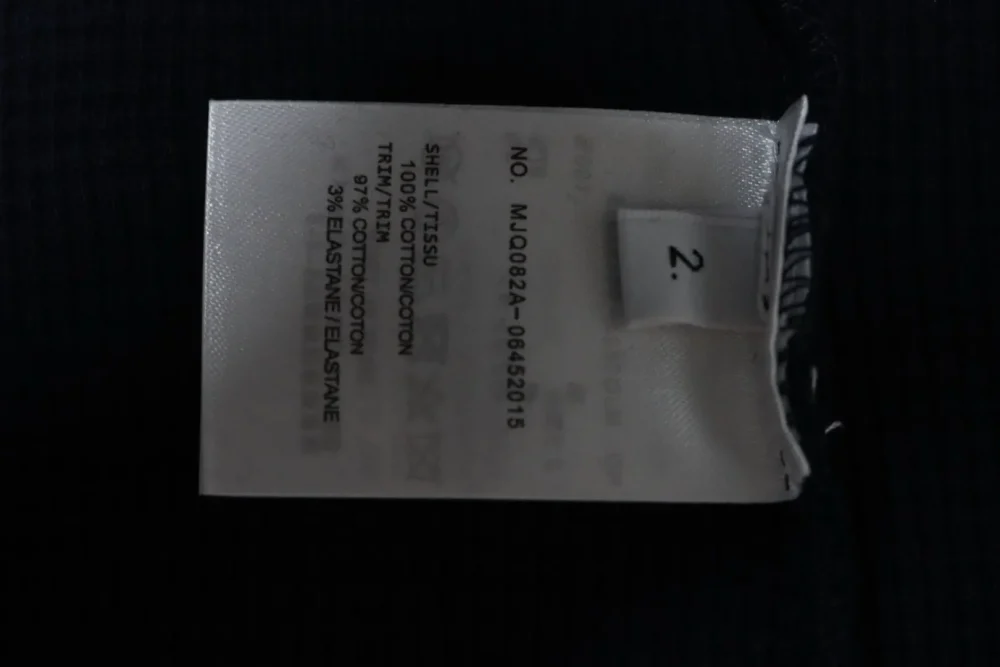 2.
NO. MJQ082A-06452015
SHELL/TISSU
100% COTTON/COTON
TRIM/TRIM
97% COTTON/COTON
3% ELASTANE / ELASTANE